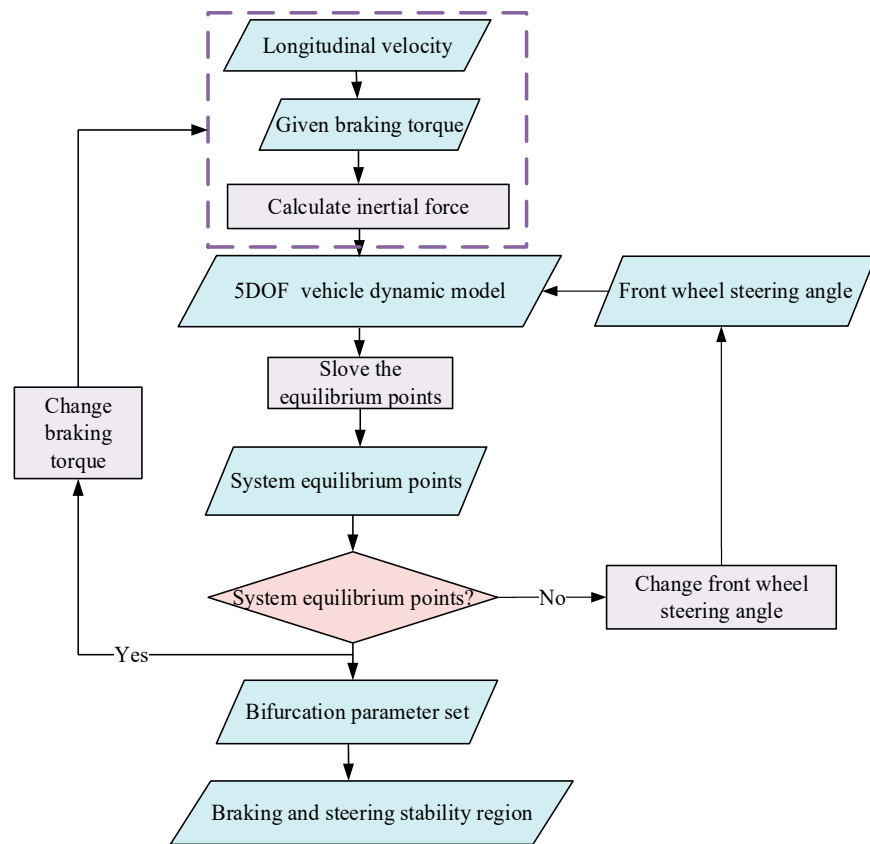 Longitudinal velocity
Given braking torque
Calculate inertial force
5DOF vehicle dynamic model
Front wheel steering angle
Slove the
equilibrium points
Change
braking
torque
System equilibrium points
System equilibrium points?
No
Change front wheel
steering angle
Yes
Bifurcation parameter set
Braking and steering stability region